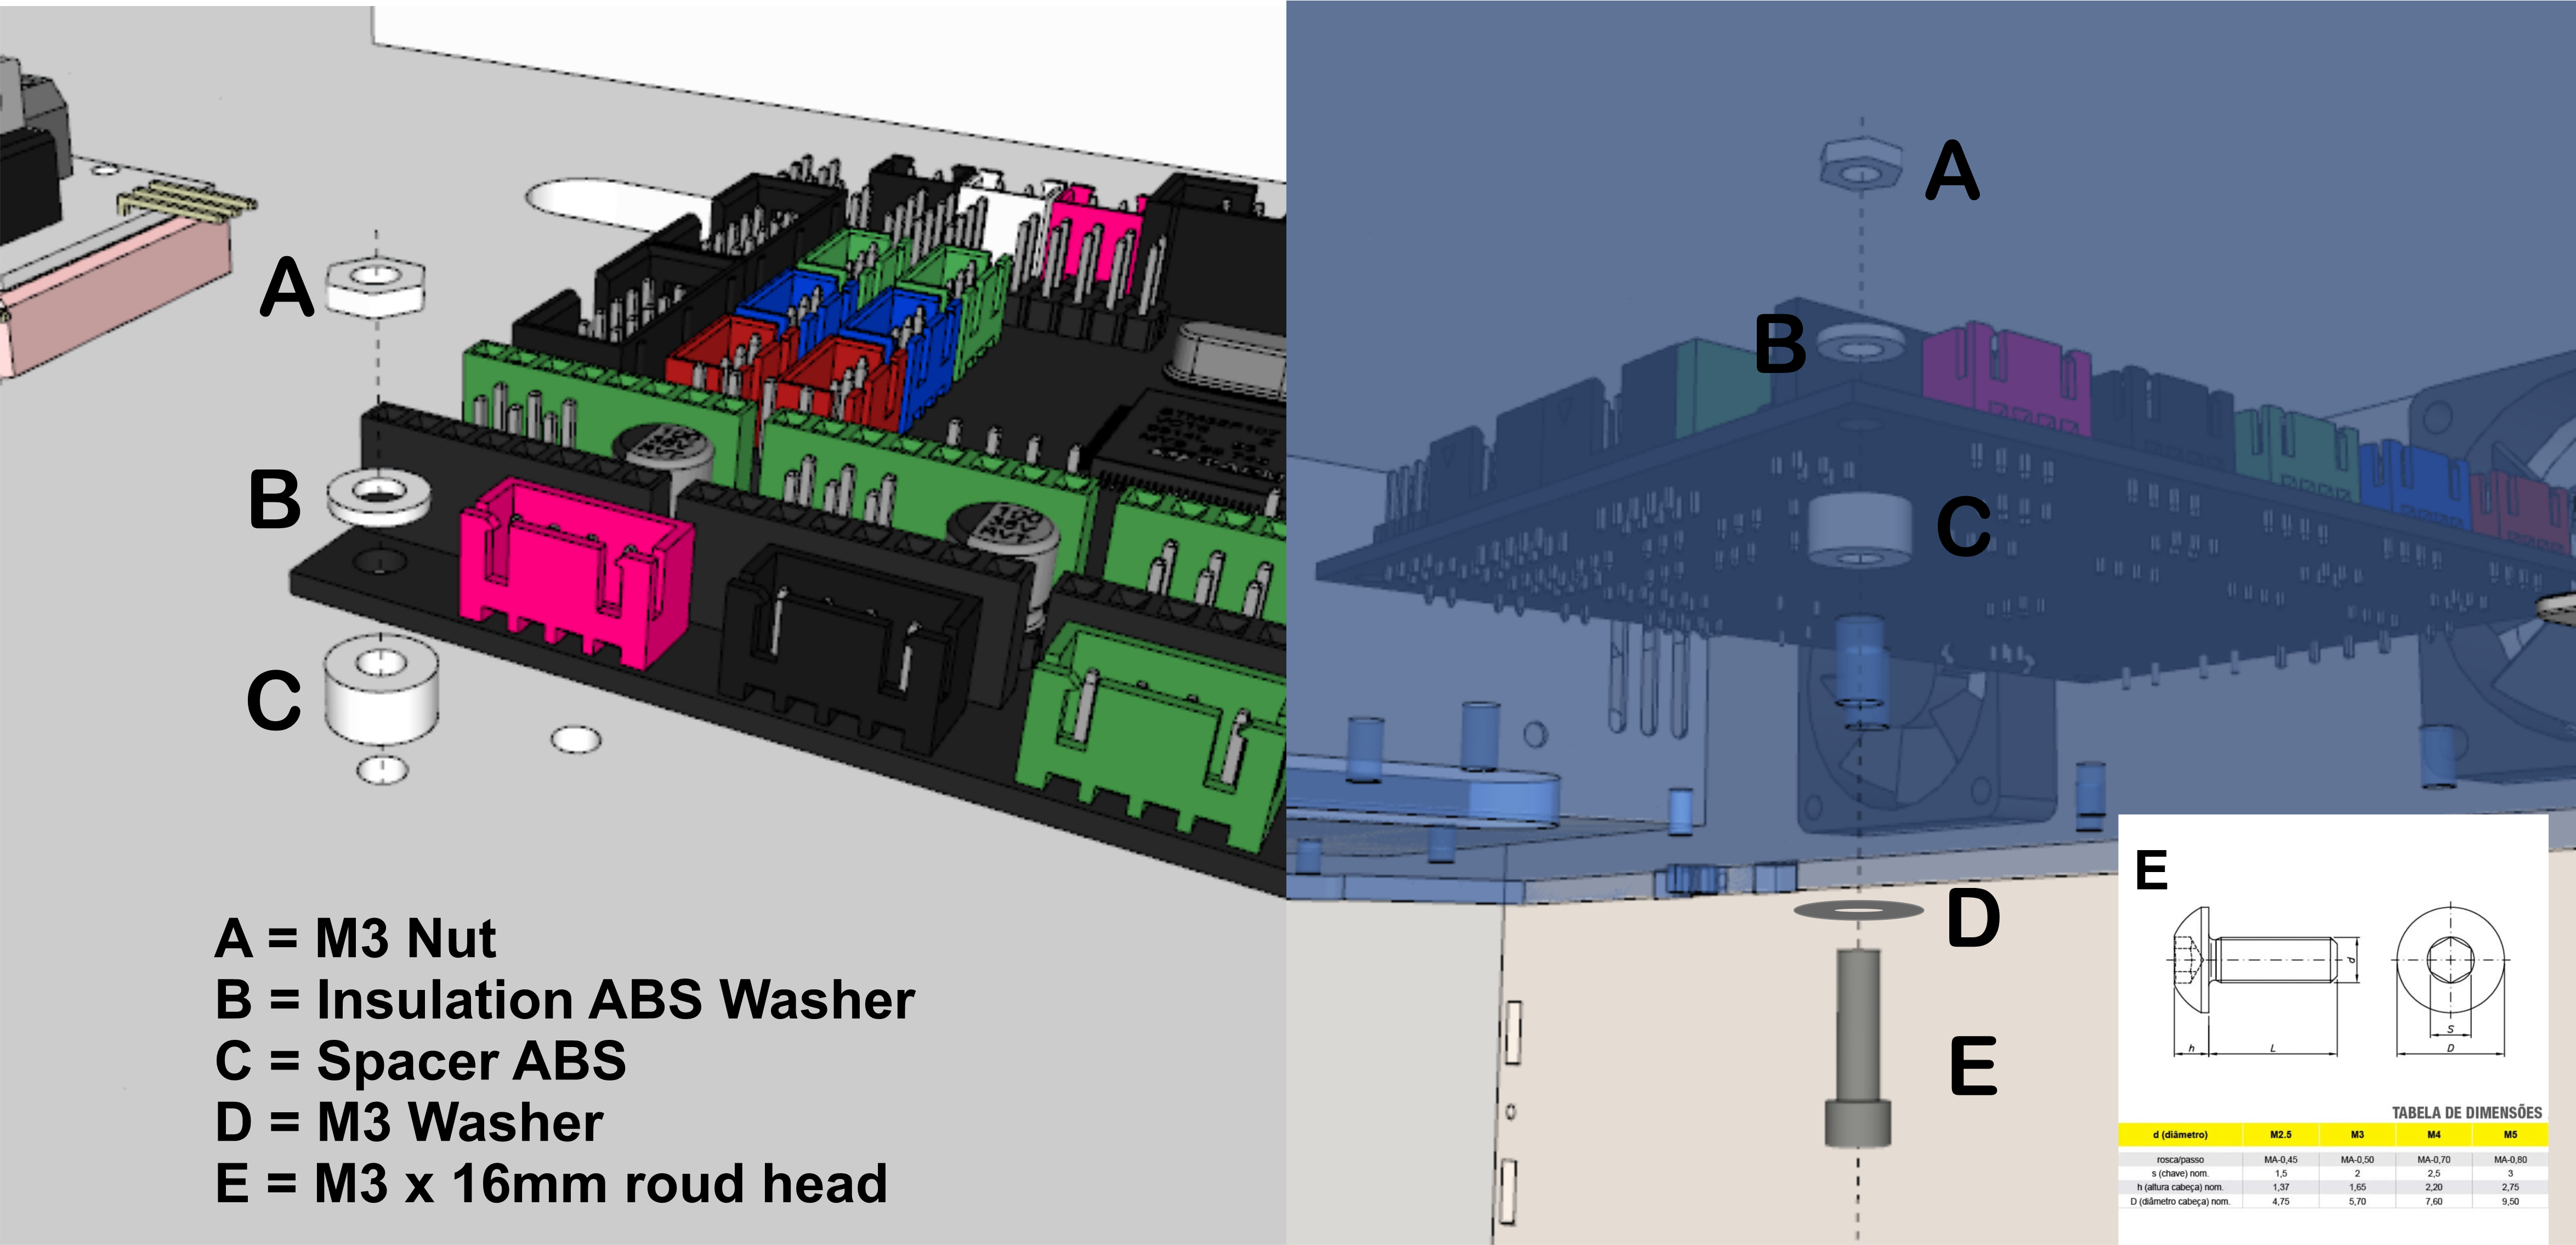 A
B
C
A = M3 Nut
B = Insulation ABS Washer
C = Spacer ABS
D = M3 Washer
E = M3 x 16mm roud head
A
B
C
D
E
E
d
S
h
L
D
TABELA DE DIMENSÕES
d (diâmetro) M2.5 M3 M4 M5
rosca/passo MA-0,45 MA-0,50 MA-0,70 MA-0,80
s (chave) nom. 1,5 2 2,5 3
h (altura cabeça) nom. 1,37 1,65 2,20 2,75
D (diâmetro cabeça) nom. 4,75 5,70 7,60 9,50